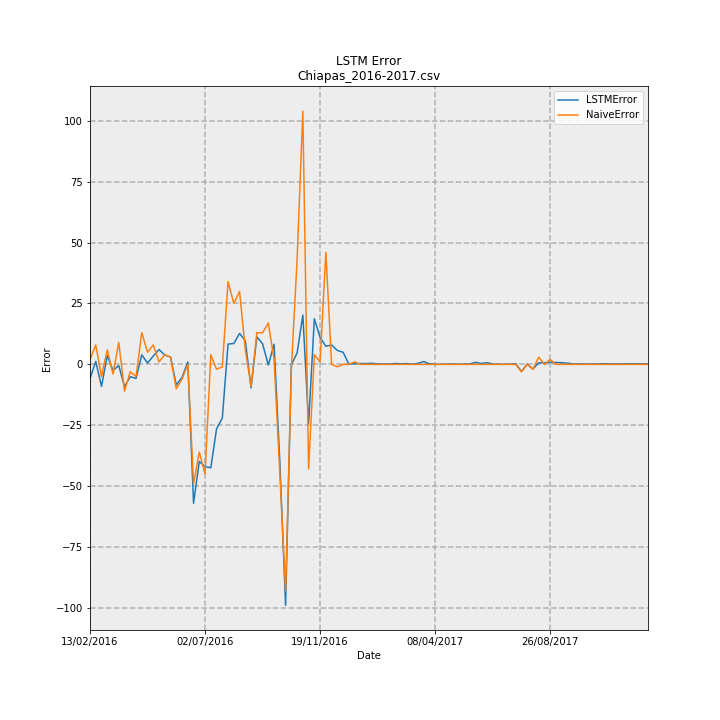 LSTM Error
Chiapas_2016-2017.csv
LSTMError
NaiveError
100
75
50
25
0
−25
−50
−75
−100
Error
13/02/2016 02/07/2016 19/11/2016 08/04/2017 26/08/2017
Date